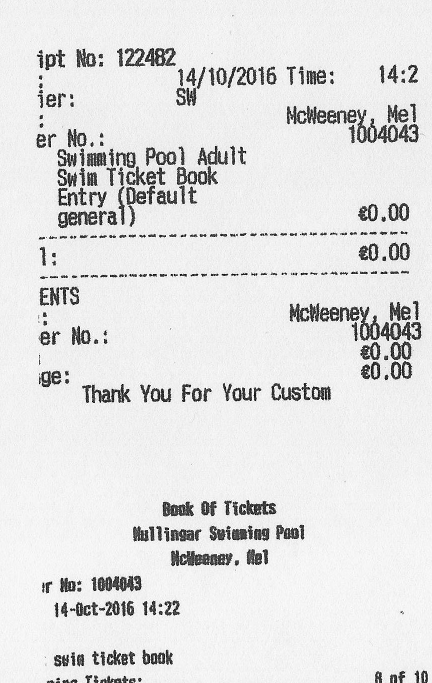 ipt No: 122482
: 14/10/2016 Time: 14:2
ier: SW
: McWeeney, Mel
er No.: 1004043
Swimming Pool Adult
Swim Ticket Book
Entry (Default
general) €0.00
l: €0.00
ENTS
: McWeeney, Mel
er No.: 1004043
€0.00
ge: €0.00
Thank You For Your Custom
Book Of Tickets
Mullingar Swimming Pool
McWeeney, Mel
r No: 1004043
14-Oct-2016 14:22
swim ticket book
ning Tickets: 8 of 10